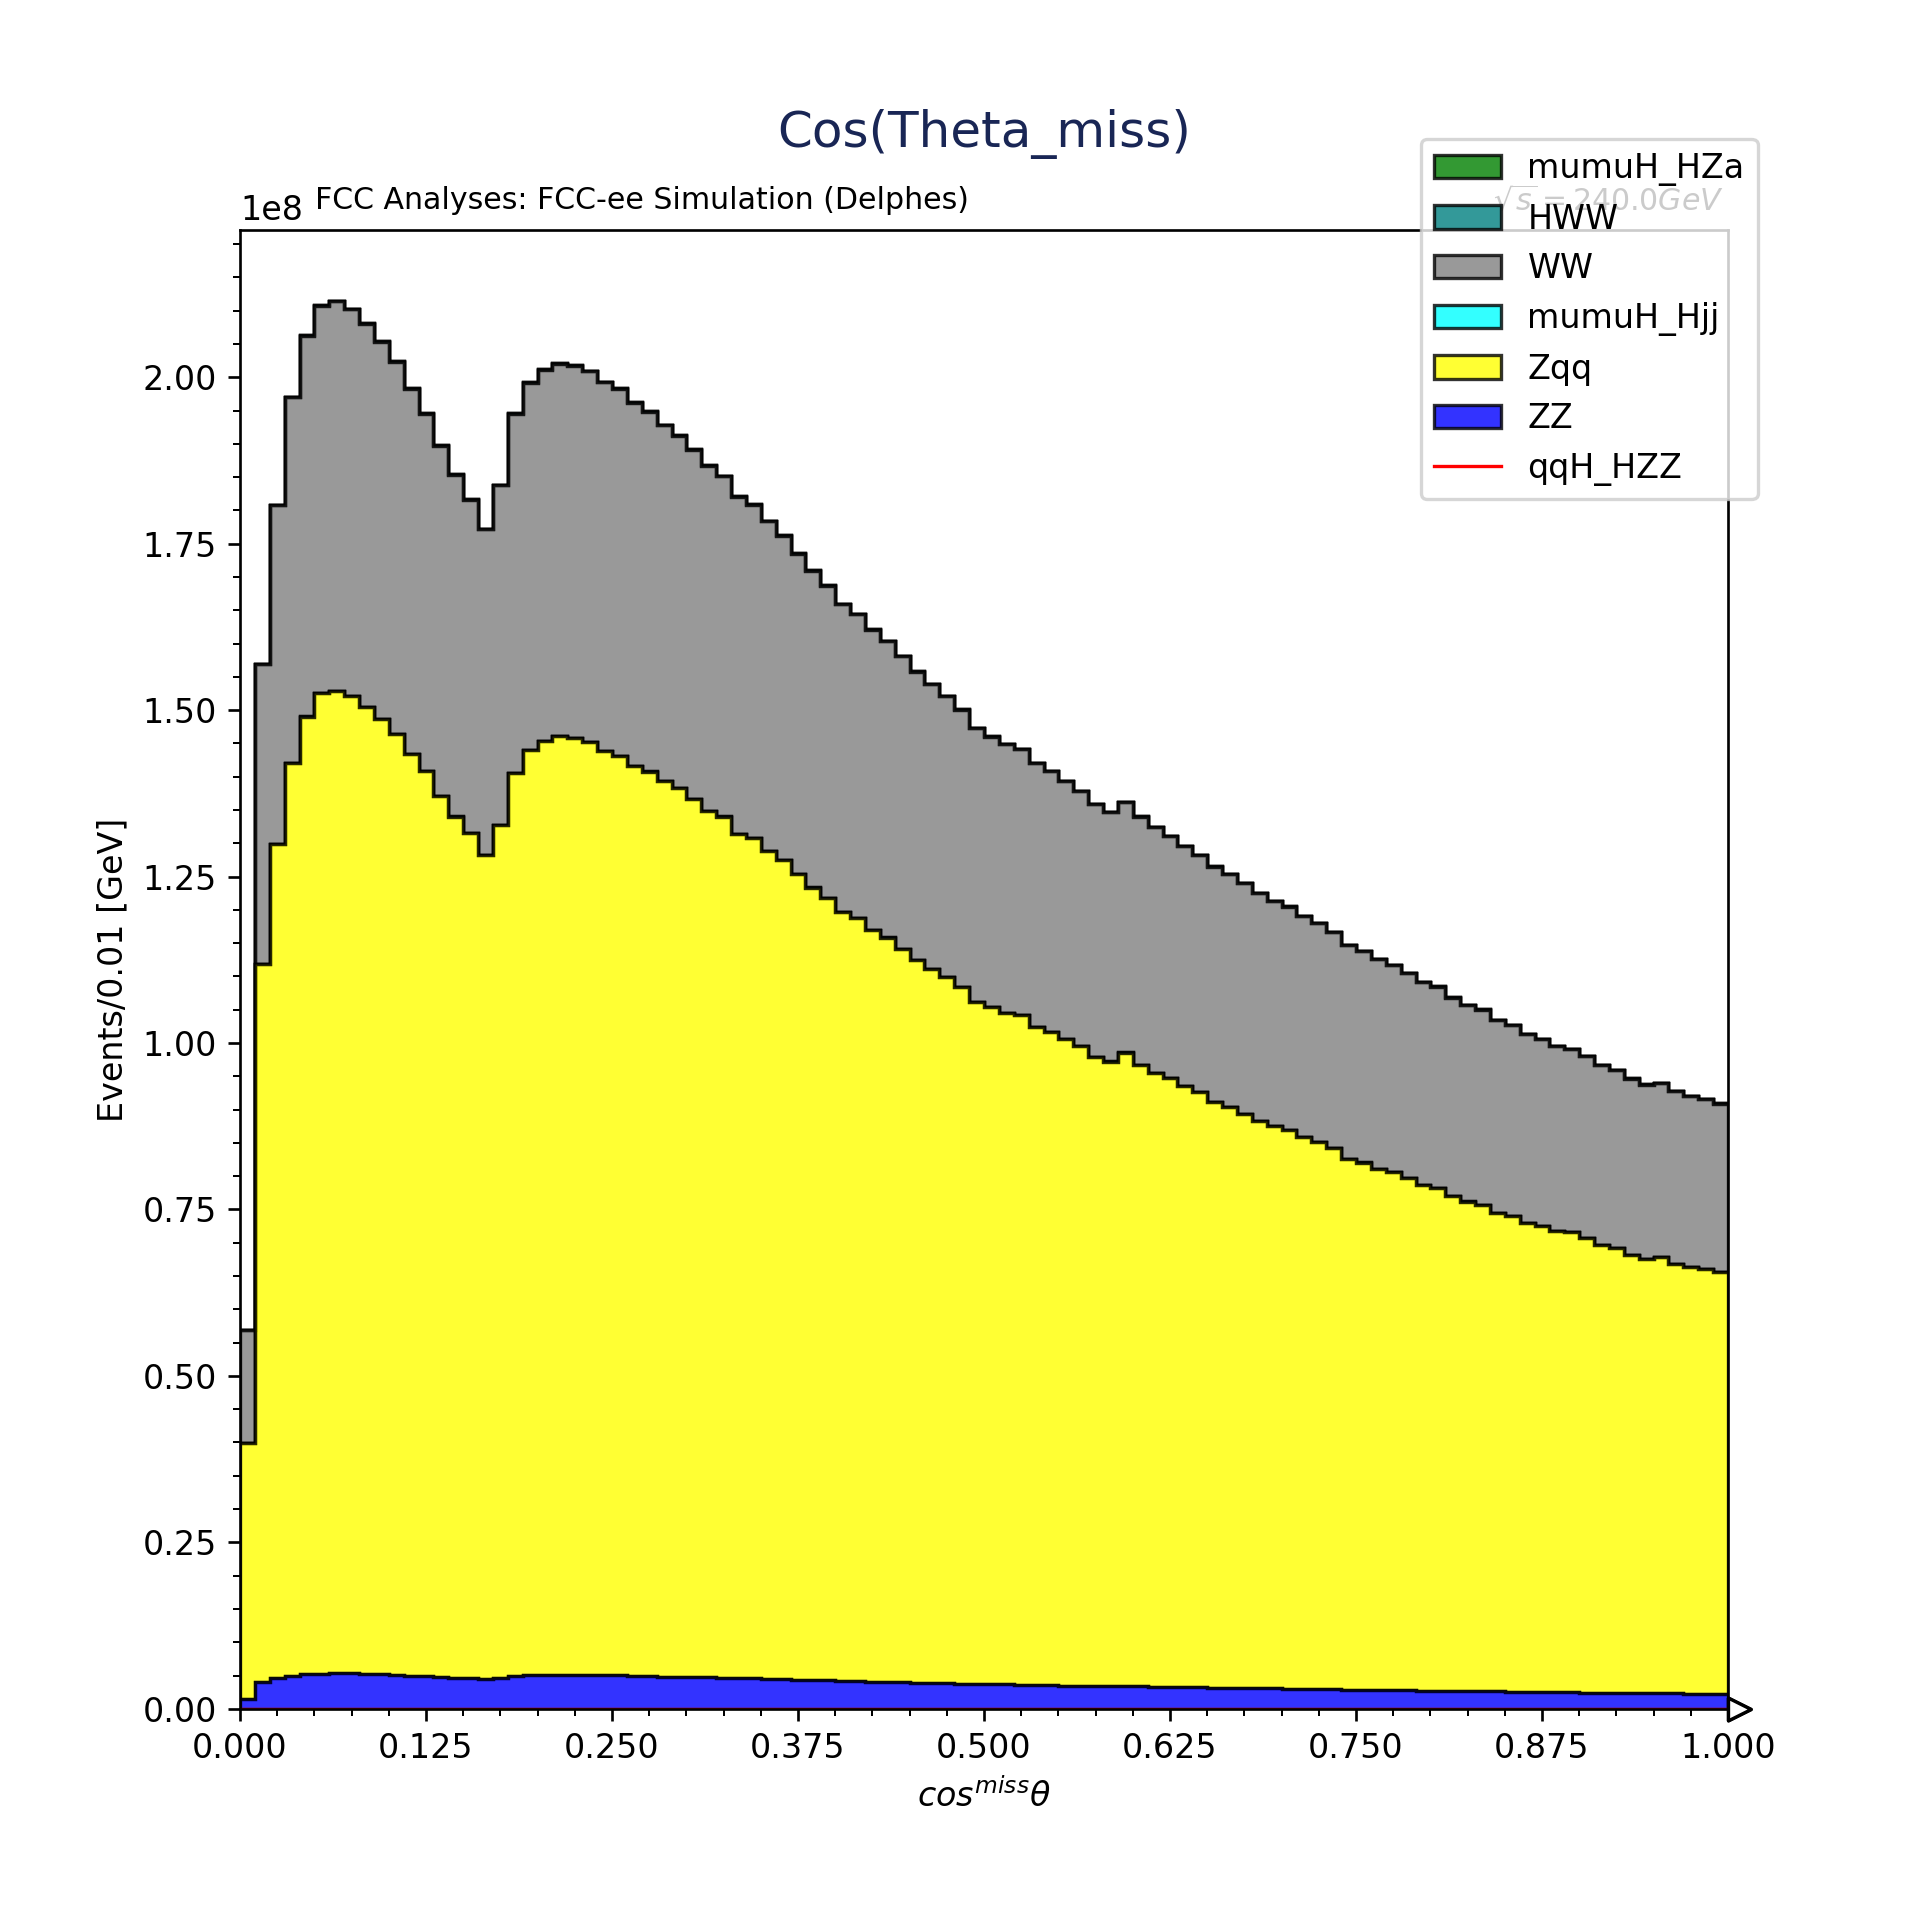 Cos(Theta_miss)
1e8 FCC Analyses: FCC-ee Simulation (Delphes)
√s = 240.0GeV
mumuH_HZa
HWW
WW
mumuH_Hjj
Zqq
ZZ
qqH_HZZ
2.00
1.75
1.50
1.25
1.00
0.75
0.50
0.25
0.00
Events/0.01 [GeV]
0.000 0.125 0.250 0.375 0.500 0.625 0.750 0.875 1.000
cos^miss θ